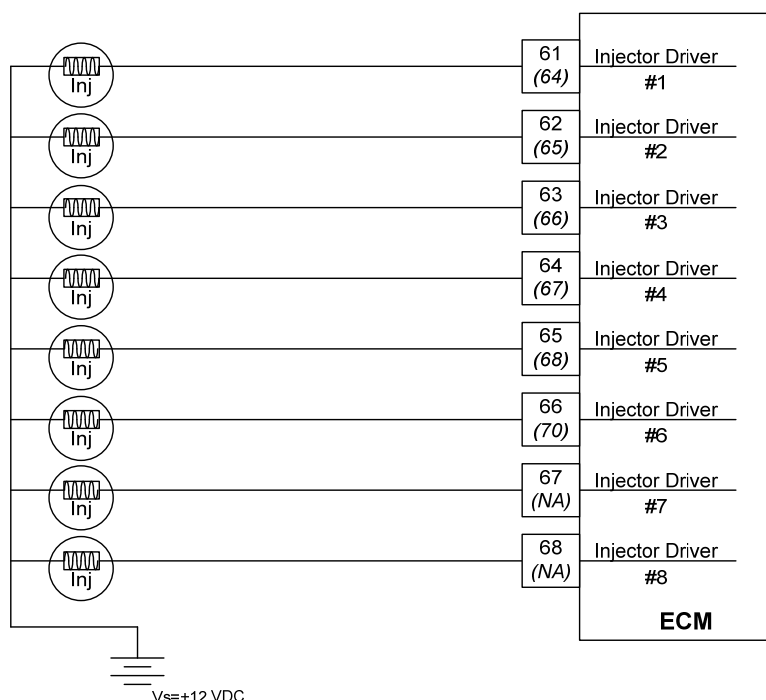 61
(64)
Injector Driver
#1
Inj
62
(65)
Injector Driver
#2
Inj
63
(66)
Injector Driver
#3
Inj
64
(67)
Injector Driver
#4
Inj
65
(68)
Injector Driver
#5
Inj
66
(70)
Injector Driver
#6
Inj
67
(NA)
Injector Driver
#7
Inj
68
(NA)
Injector Driver
#8
Inj
ECM
Vs=+12 VDC